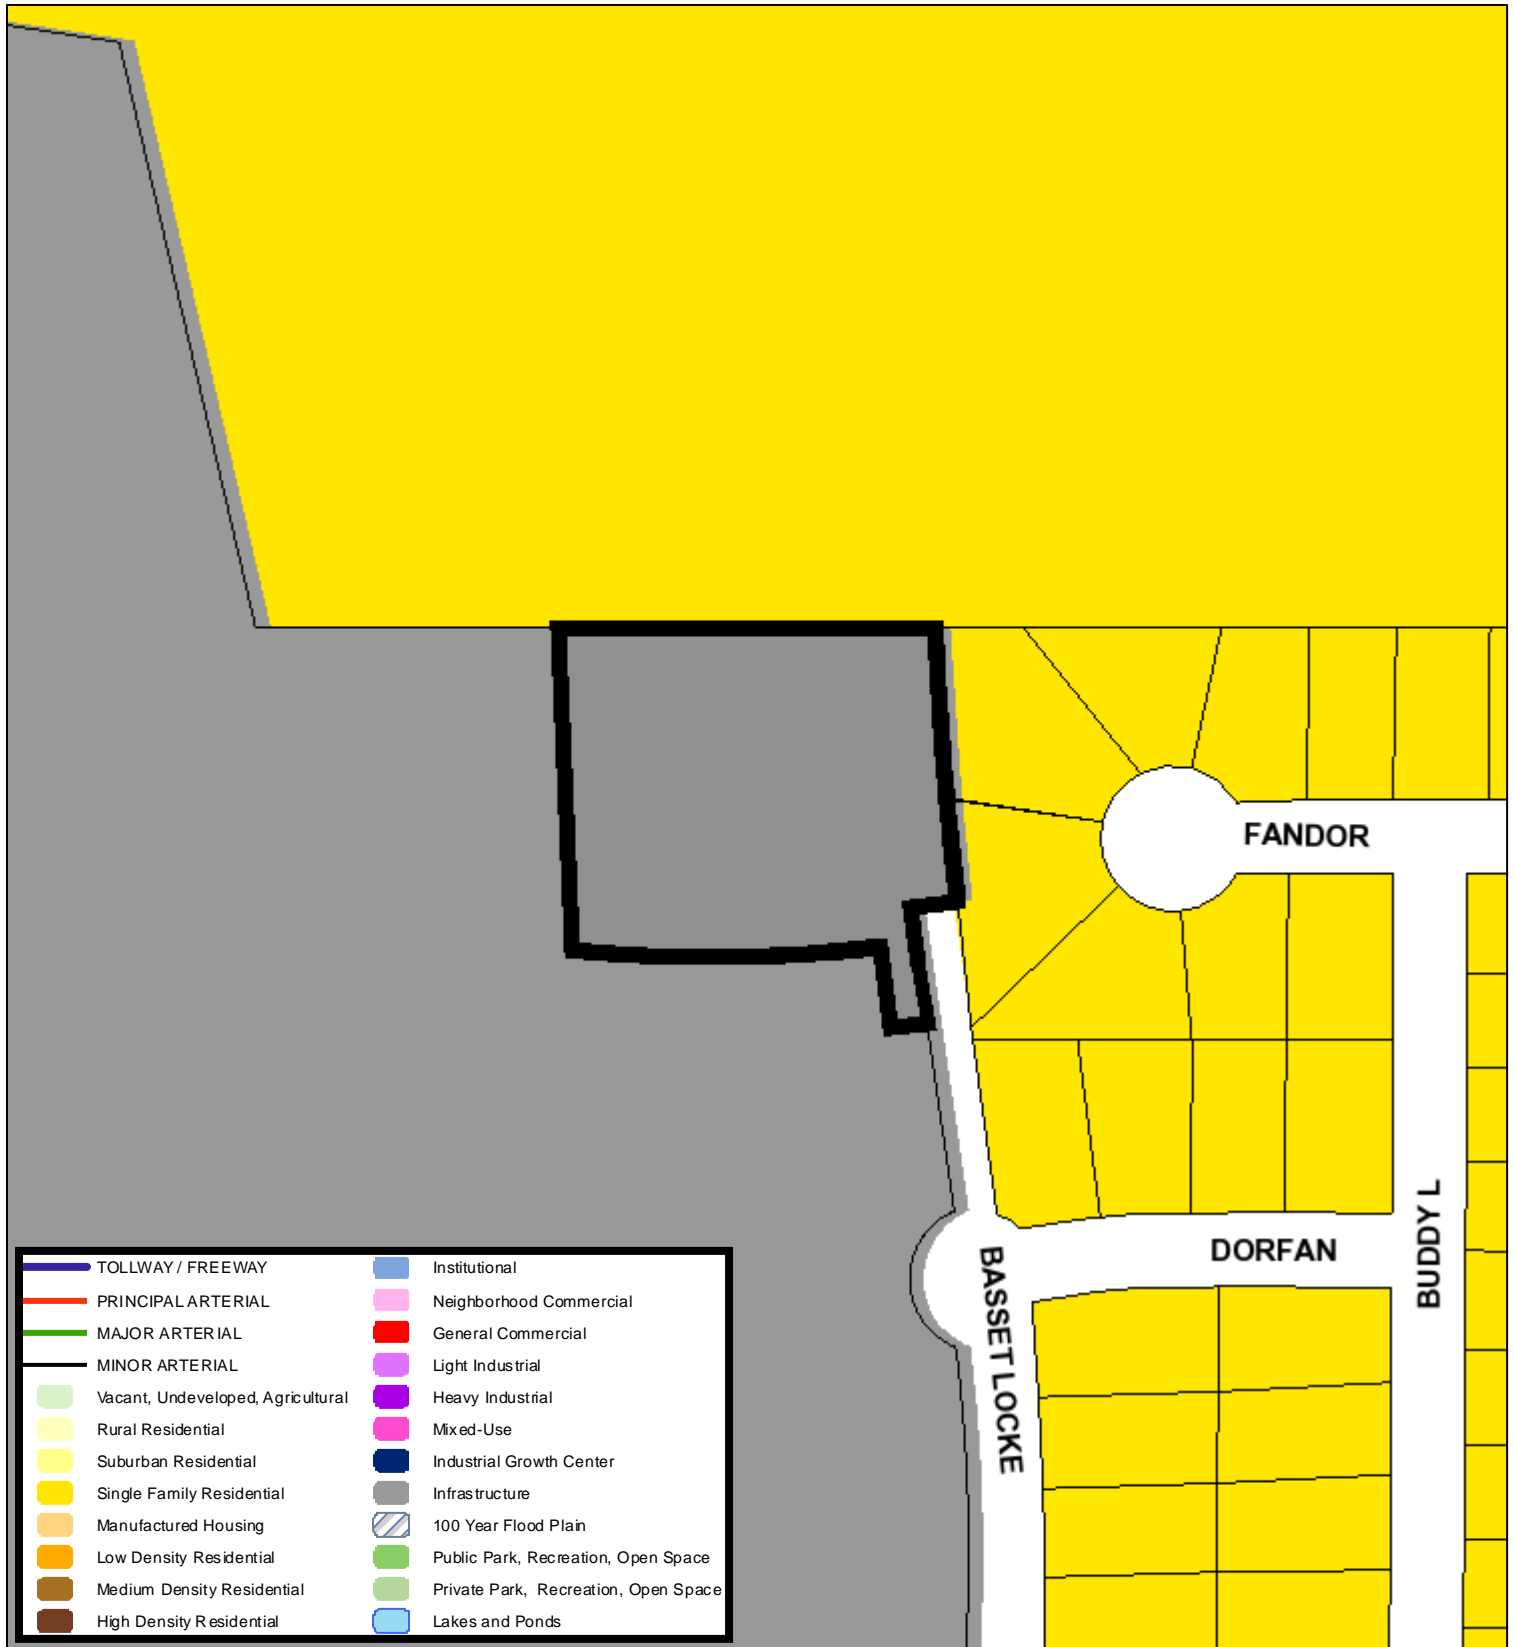 FANDOR
BUDDY L
DORFAN
BASSET LOCKE
TOLLWAY / FREEWAY
PRINCIPAL ARTERIAL
MAJOR ARTERIAL
MINOR ARTERIAL
Vacant, Undeveloped, Agricultural
Rural Residential
Suburban Residential
Single Family Residential
Manufactured Housing
Low Density Residential
Medium Density Residential
High Density Residential
Institutional
Neighborhood Commercial
General Commercial
Light Industrial
Heavy Industrial
Mixed-Use
Industrial Growth Center
Infrastructure
100 Year Flood Plain
Public Park, Recreation, Open Space
Private Park, Recreation, Open Space
Lakes and Ponds